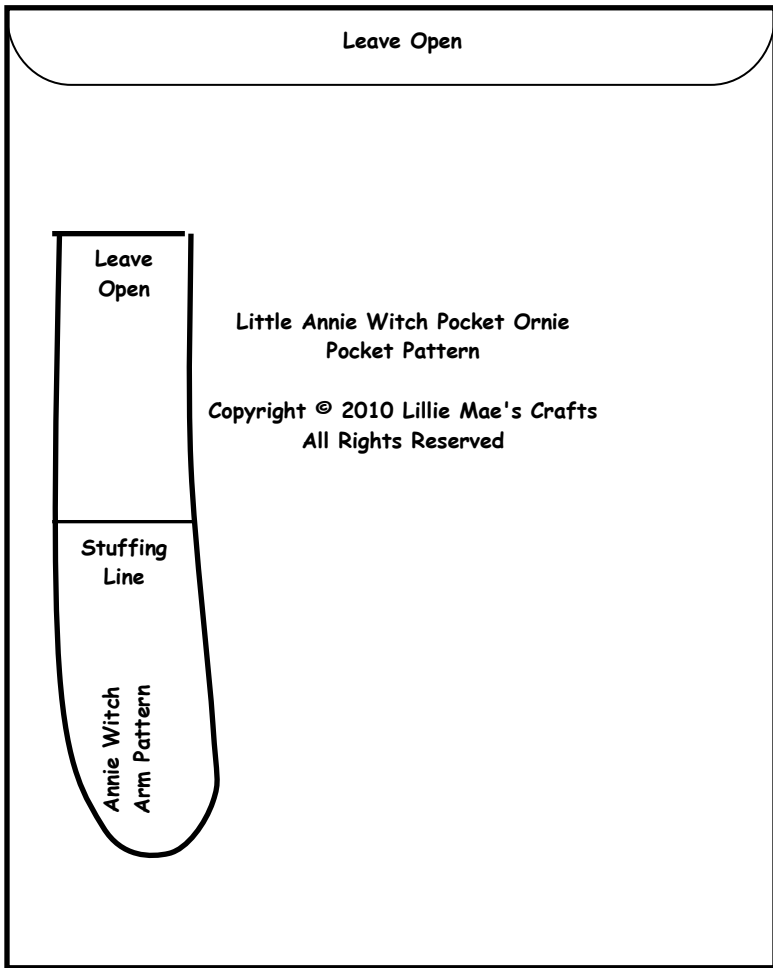 Leave Open
Leave
Open
Little Annie Witch Pocket Ornie
Pocket Pattern
Copyright © 2010 Lillie Mae's Crafts
All Rights Reserved
Stuffing
Line
Annie Witch
Arm Pattern